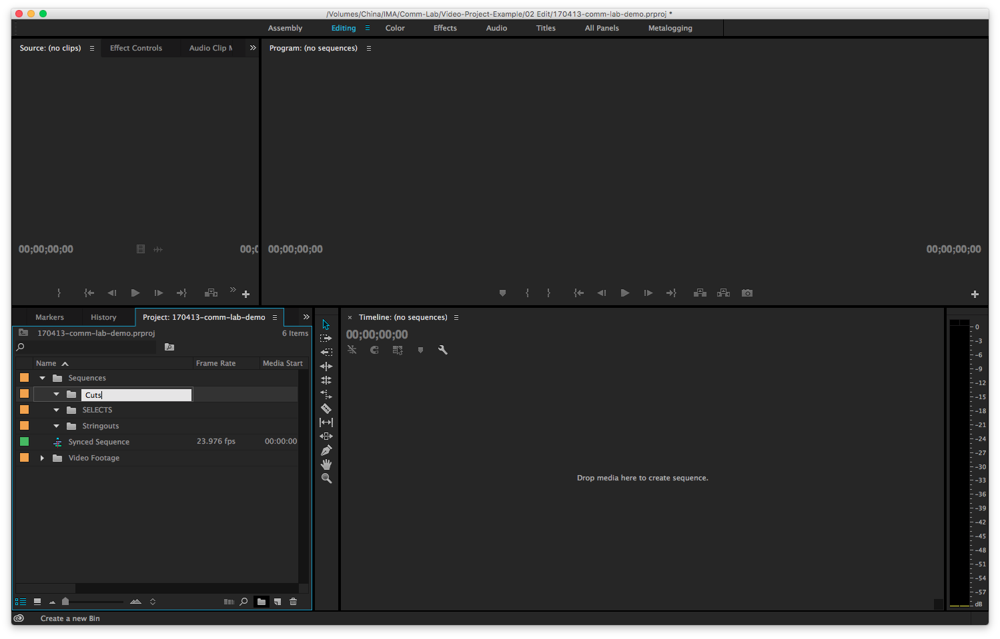 /Volumes/China/IMA/Comm-Lab/Video-Project-Example/02 Edit/170413-comm-lab-demo.prproj *
Assembly Editing Color Effects Audio Titles All Panels Metalogging
Source: (no clips) Effect Controls Audio Clip M
Program: (no sequences)
00;00;00;00 00;0
00;00;00;00 00;00;00;00
Markers History Project: 170413-comm-lab-demo
170413-comm-lab-demo.prproj 6 Items
Name Frame Rate Media Start
Sequences
Cuts
SELECTS
Stringouts
Synced Sequence 23.976 fps 00:00:00
Video Footage
× Timeline: (no sequences)
00;00;00;00
Drop media here to create sequence.
0
-3
-6
-9
-12
-15
-18
-21
-24
-27
-30
-33
-36
-39
-42
-45
-48
-51
-54
-57
dB
Create a new Bin